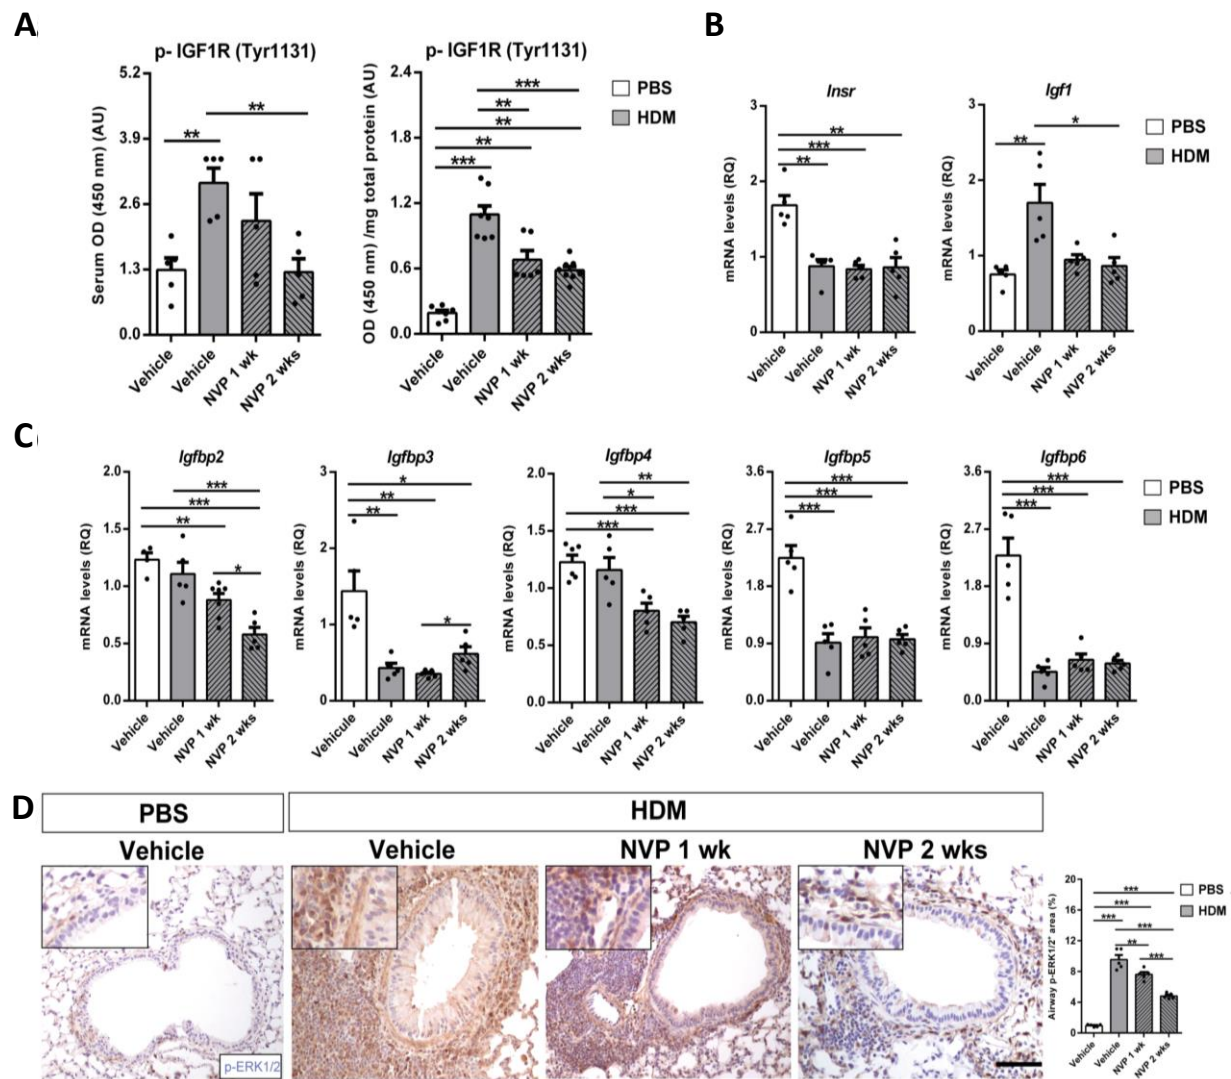 A
p- IGF1R (Tyr1131)
Serum OD (450 nm) (AU)
5.2
3.9
2.6
1.3
0.0
**
**
Vehicle
Vehicle
NVP 1 wk
NVP 2 wks
p- IGF1R (Tyr1131)
OD (450 nm) /mg total protein (AU)
2.4
1.8
1.2
0.6
0.0
***
**
**
**
***
Vehicle
Vehicle
NVP 1 wk
NVP 2 wks
PBS
HDM
B
Insr
mRNA levels (RQ)
3
2
1
0
**
***
**
Vehicle
Vehicle
NVP 1 wk
NVP 2 wks
Igf1
mRNA levels (RQ)
3
2
1
0
*
**
Vehicle
Vehicle
NVP 1 wk
NVP 2 wks
PBS
HDM
C
Igfbp2
mRNA levels (RQ)
2.0
1.5
1.0
0.5
0.0
***
***
**
*
Vehicle
Vehicle
NVP 1 wk
NVP 2 wks
Igfbp3
mRNA levels (RQ)
3
2
1
0
*
**
**
*
Vehicule
Vehicule
NVP 1 wk
NVP 2 wks
Igfbp4
mRNA levels (RQ)
2.0
1.5
1.0
0.5
0.0
**
*
***
***
Vehicle
Vehicle
NVP 1 wk
NVP 2 wks
Igfbp5
mRNA levels (RQ)
3.6
2.7
1.8
0.9
0.0
***
***
***
Vehicle
Vehicle
NVP 1 wk
NVP 2 wks
Igfbp6
mRNA levels (RQ)
3.6
2.7
1.8
0.9
0.0
***
***
***
Vehicle
Vehicle
NVP 1 wk
NVP 2 wks
PBS
HDM
D
PBS
HDM
Vehicle
Vehicle
NVP 1 wk
NVP 2 wks
p-ERK1/2
Airway p-ERK1/2⁺ area (%)
20
16
12
8
4
0
***
***
***
***
**
***
Vehicle
Vehicle
NVP 1 wk
NVP 2 wks
PBS
HDM